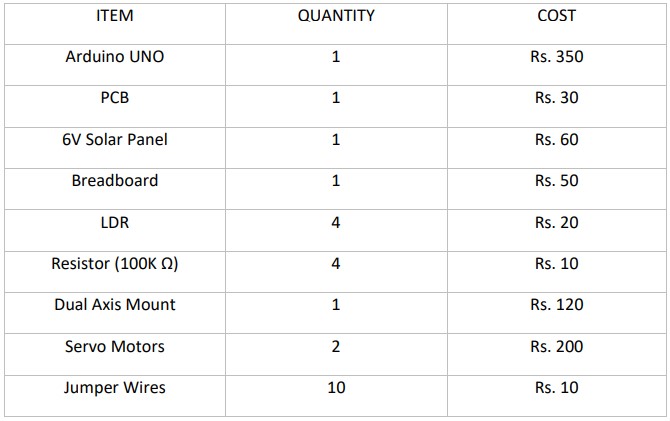 ITEM QUANTITY COST
Arduino UNO 1 Rs. 350
PCB 1 Rs. 30
6V Solar Panel 1 Rs. 60
Breadboard 1 Rs. 50
LDR 4 Rs. 20
Resistor (100K Ω) 4 Rs. 10
Dual Axis Mount 1 Rs. 120
Servo Motors 2 Rs. 200
Jumper Wires 10 Rs. 10